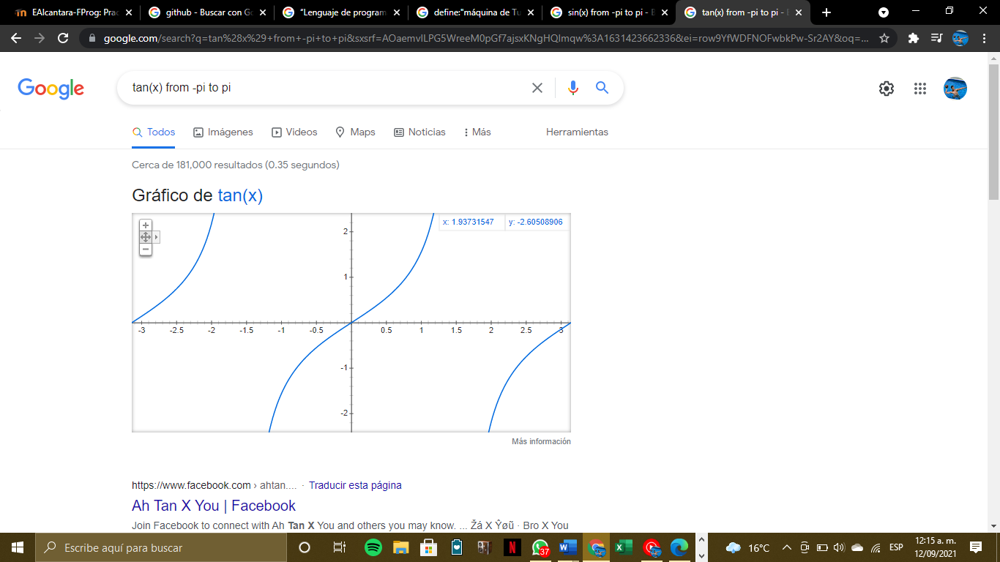 EAlcantara-FProg: Prac
github - Buscar con Go
"Lenguaje de program
define:"máquina de Tu
sin(x) from -pi to pi - B
tan(x) from -pi to pi - B
google.com/search?q=tan%28x%29+from+-pi+to+pi&sxsrf=AOaemvILPG5WreeM0pGf7ajsxKNgHQlmqw%3A1631423662336&ei=row9YfWDFNOFwbkPw-Sr2AY&oq=...
Google
tan(x) from -pi to pi
Todos Imágenes Videos Maps Noticias Más Herramientas
Cerca de 181,000 resultados (0.35 segundos)
Gráfico de tan(x)
x: 1.93731547 y: -2.60508906
2
1
-3 -2.5 -2 -1.5 -1 -0.5 0.5 1 1.5 2 2.5 3
-1
-2
Más información
https://www.facebook.com › ahtan.... · Traducir esta página
Ah Tan X You | Facebook
Join Facebook to connect with Ah Tan X You and others you may know. ... Žá X Ŷøũ · Bro X You
Escribe aquí para buscar
37
16°C
ESP
12:15 a. m.
12/09/2021